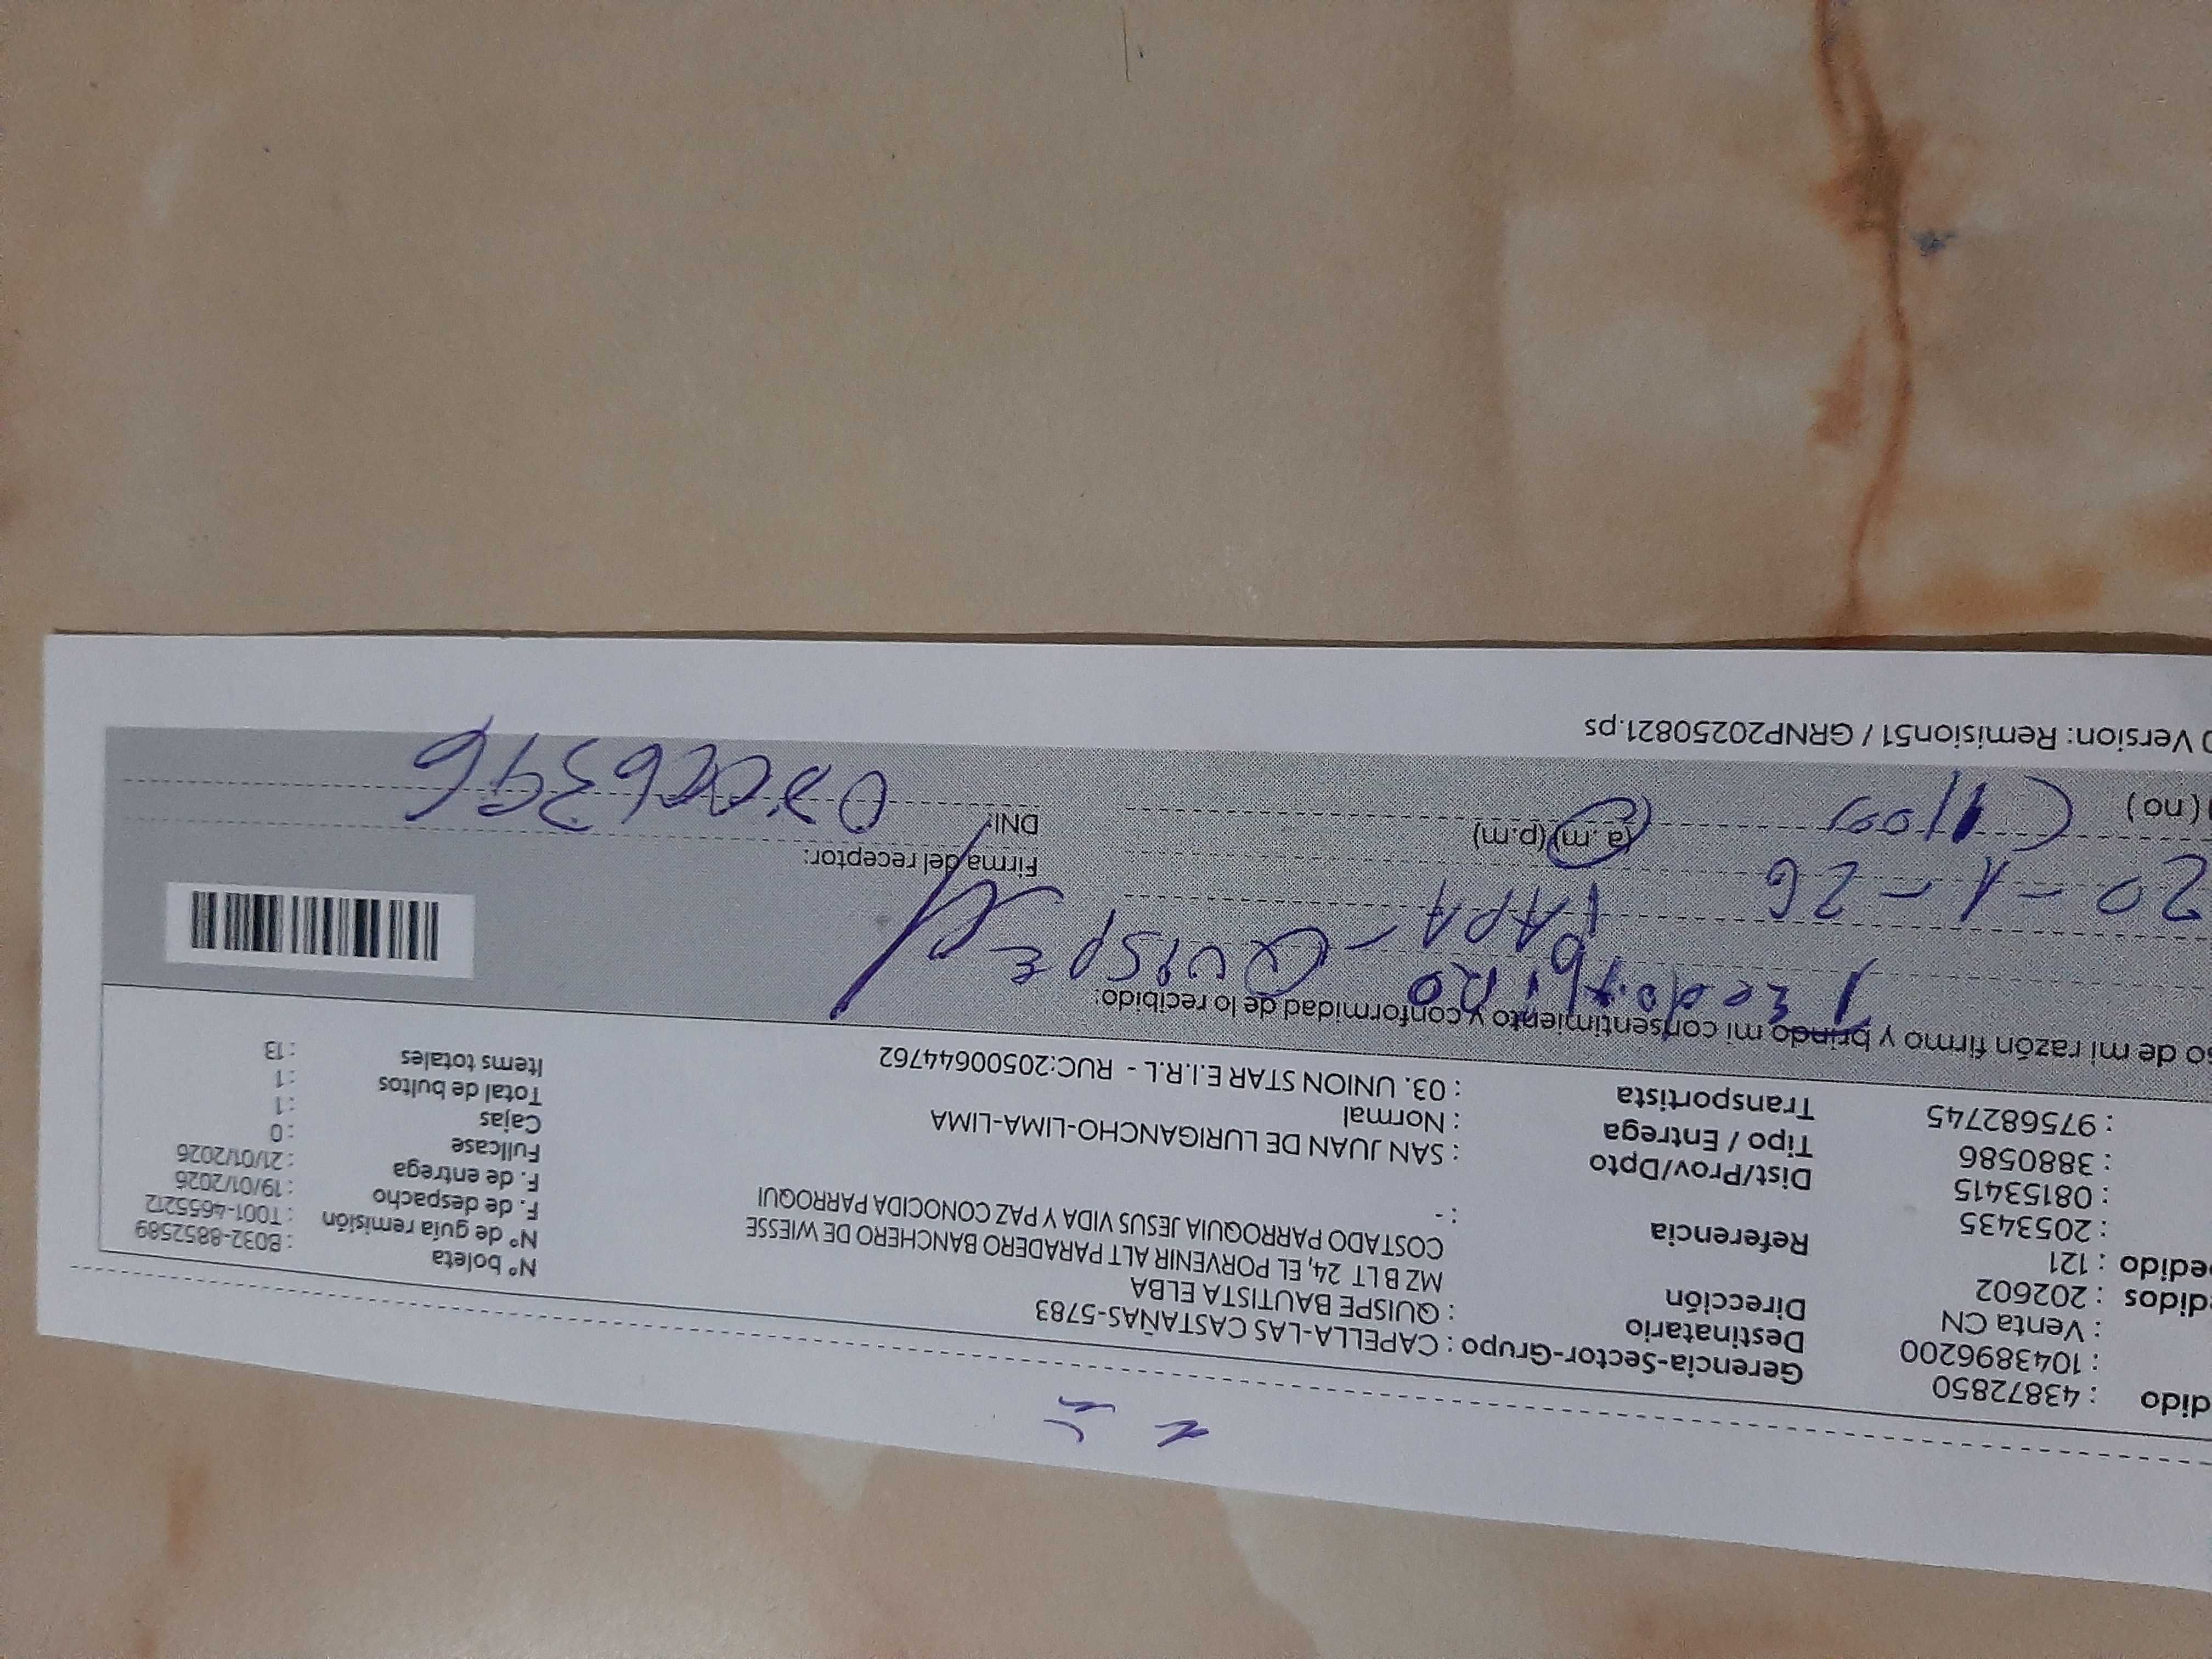 dido : 43872850
: 1043896200
: Venta CN
edidos : 202602
edido : 121
: 2053435
: 08153415
: 3880586
: 975682745
Gerencia-Sector-Grupo : CAPELLA-LAS CASTAÑAS-5783
Destinatario : QUISPE BAUTISTA ELBA
Dirección
MZ B LT 24, EL PORVENIR ALT PARADERO BANCHERO DE WIESSE
COSTADO PARROQUIA JESUS VIDA Y PAZ CONOCIDA PARROQUI
Referencia : -
Dist/Prov/Dpto : SAN JUAN DE LURIGANCHO-LIMA-LIMA
Tipo / Entrega : Normal
Transportista : 03. UNION STAR E.I.R.L - RUC:20500644762
N° boleta : B032-8852589
N° de guía remisión : T001-4655212
F. de despacho : 19/01/2026
F. de entrega : 21/01/2026
Fullcase : 0
Cajas : 1
Total de bultos : 1
Items totales : 13
so de mi razón firmo y brindo mi consentimiento y conformidad de lo recibido:
QUISPE
PAPA
20-1-26
Firma del receptor:
(no)
11,00
(a.m) (p.m)
DNI:
Version: Remision51 / GRNP20250821.ps